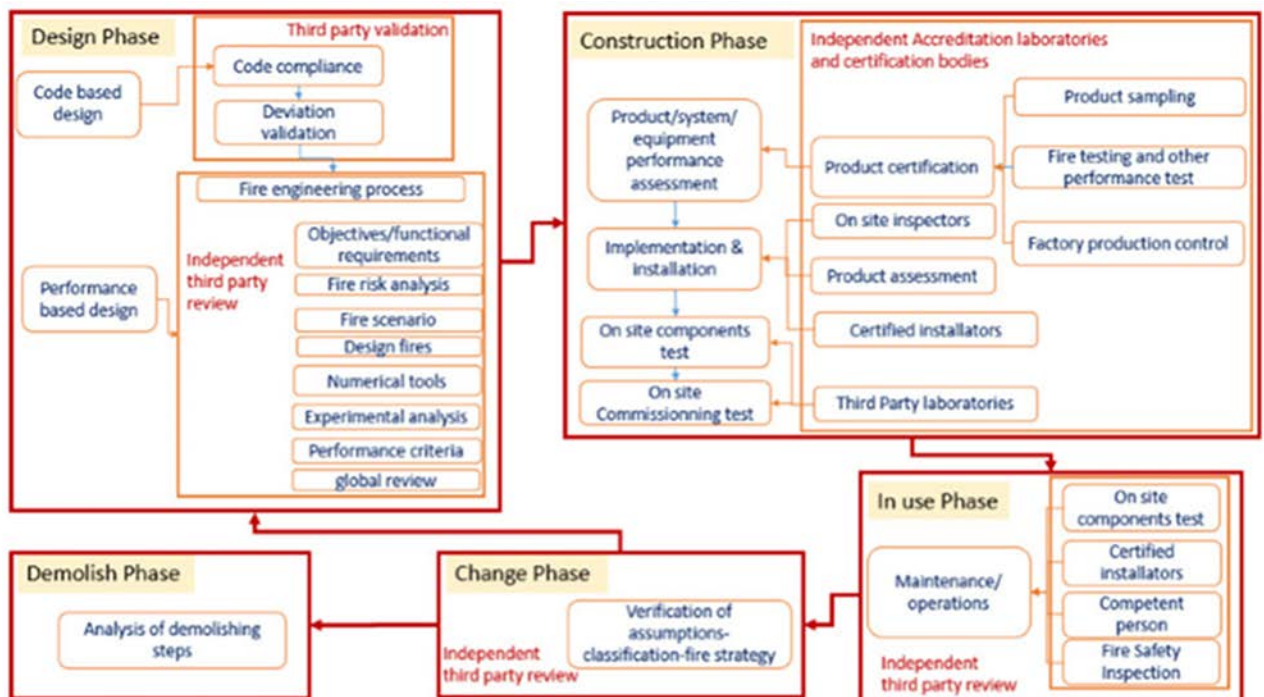 Design Phase
Third party validation
Code based
design
Code compliance
Deviation
validation
Fire engineering process
Performance
based design
Independent
third party
review
Objectives/functional
requirements
Fire risk analysis
Fire scenario
Design fires
Numerical tools
Experimental analysis
Performance criteria
global review
Construction Phase
Independent Accreditation laboratories
and certification bodies
Product/system/
equipment
performance
assessment
Implementation &
installation
On site components
test
On site
Commissionning test
Product certification
On site inspectors
Product assessment
Certified installators
Third Party laboratories
Product sampling
Fire testing and other
performance test
Factory production control
In use Phase
Maintenance/
operations
Independent
third party review
On site
components test
Certified
installators
Competent
person
Fire Safety
Inspection
Change Phase
Verification of
assumptions-
classification-fire strategy
Independent
third party review
Demolish Phase
Analysis of demolishing
steps